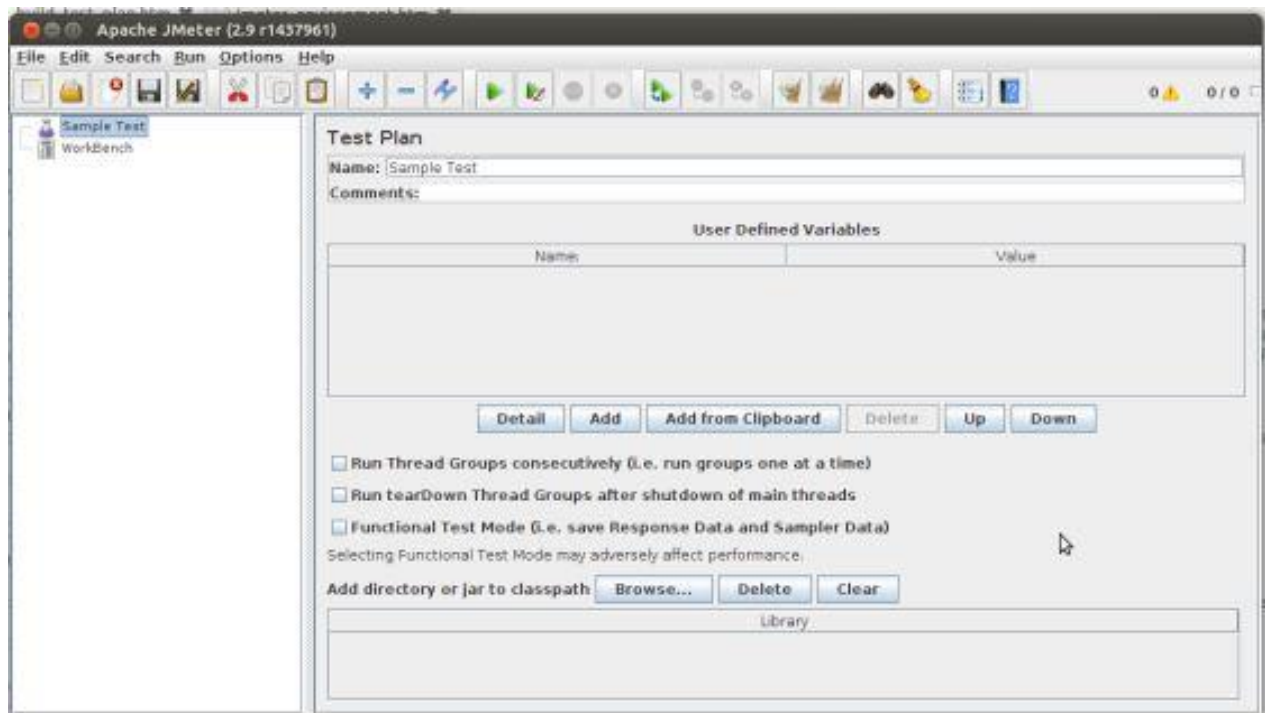 Apache JMeter (2.9 r1437961)
File Edit Search Run Options Help
0 0/0
Sample Test
WorkBench
Test Plan
Name: Sample Test
Comments:
User Defined Variables
Name: Value
Detail Add Add from Clipboard Delete Up Down
Run Thread Groups consecutively (i.e. run groups one at a time)
Run tearDown Thread Groups after shutdown of main threads
Functional Test Mode (i.e. save Response Data and Sampler Data)
Selecting Functional Test Mode may adversely affect performance.
Add directory or jar to classpath Browse... Delete Clear
Library